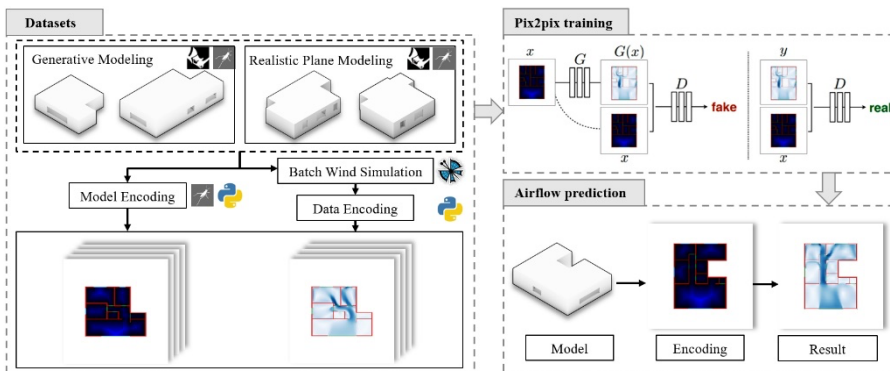 Datasets
Generative Modeling
Realistic Plane Modeling
Model Encoding
Batch Wind Simulation
Data Encoding
Pix2pix training
x
G
G(x)
D
fake
x
y
D
real
x
Airflow prediction
Model
Encoding
Result